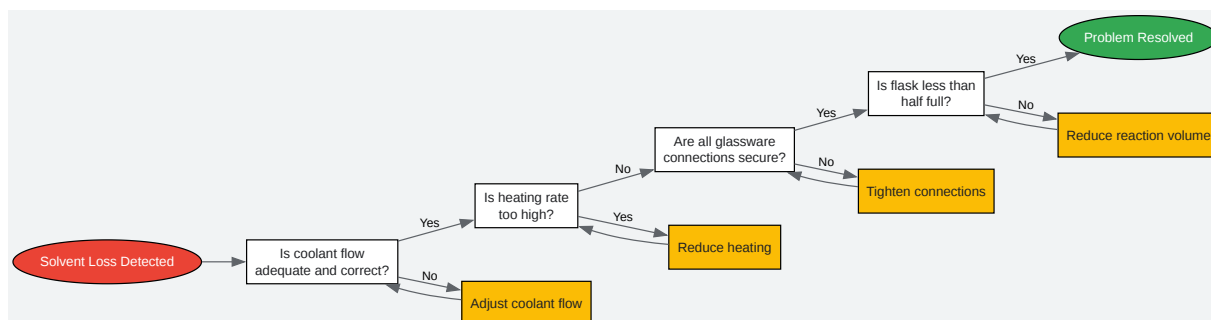 Solvent Loss Detected
Is coolant flow
adequate and correct?
Yes
No
Adjust coolant flow
Is heating rate
too high?
No
Yes
Reduce heating
Are all glassware
connections secure?
Yes
No
Tighten connections
Is flask less than
half full?
Yes
No
Reduce reaction volume
Problem Resolved